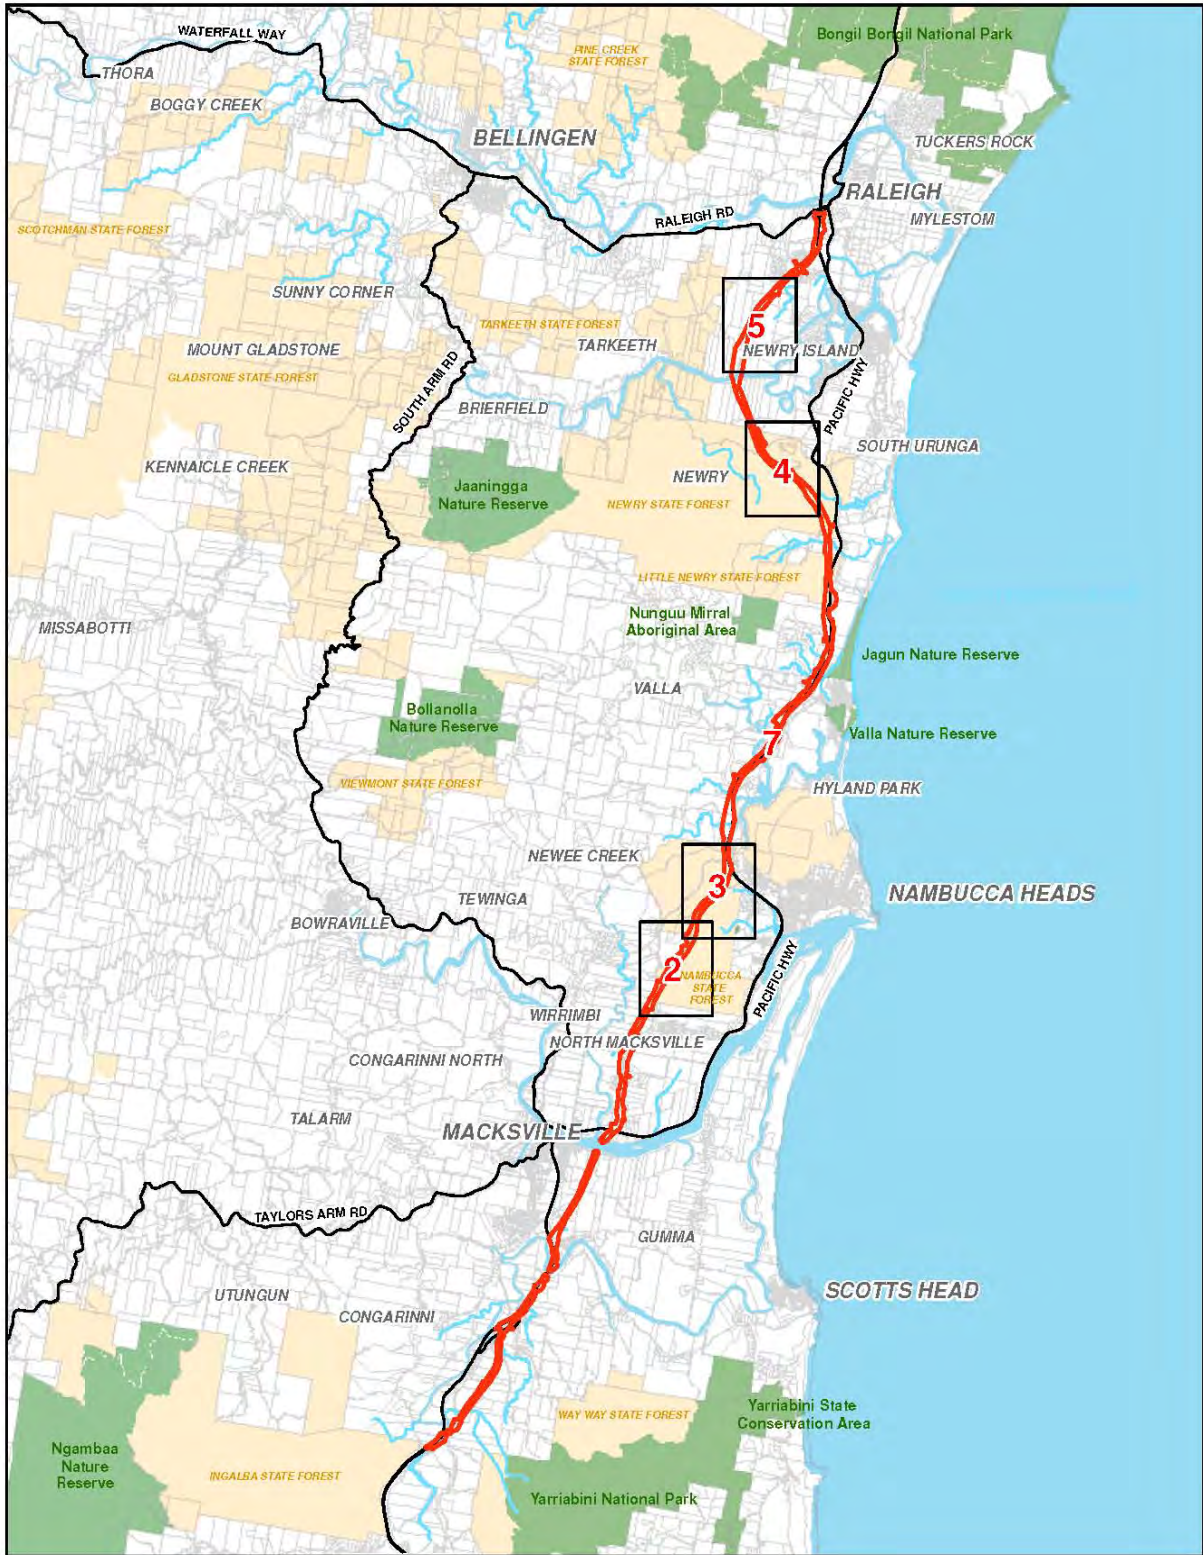 WATERFALL WAY
Bongil Bongil National Park
PINE CREEK
STATE FOREST
THORA
BOGGY CREEK
BELLINGEN
TUCKERS ROCK
RALEIGH
RALEIGH RD
MYLESTOM
SCOTCHMAN STATE FOREST
SUNNY CORNER
5
TARKEETH STATE FOREST
TARKEETH
NEWRY ISLAND
MOUNT GLADSTONE
GLADSTONE STATE FOREST
SOUTH ARM RD
PACIFIC HWY
BRIERFIELD
SOUTH URUNGA
KENNAICLE CREEK
4
NEWRY
Jaaningga
Nature Reserve
NEWRY STATE FOREST
LITTLE NEWRY STATE FOREST
Nunguu Mirral
Aboriginal Area
MISSABOTTI
Jagun Nature Reserve
VALLA
Bollanolla
Nature Reserve
Valla Nature Reserve
7
VIEWMONT STATE FOREST
HYLAND PARK
NEWEE CREEK
3
NAMBUCCA HEADS
TEWINGA
BOWRAVILLE
2
NAMBUCCA
STATE
FOREST
PACIFIC HWY
WIRRIMBI
NORTH MACKSVILLE
CONGARINNI NORTH
TALARM
MACKSVILLE
TAYLORS ARM RD
GUMMA
UTUNGUN
SCOTTS HEAD
CONGARINNI
Yarriabini State
Conservation Area
WAY WAY STATE FOREST
Ngambaa
Nature
Reserve
INGALBA STATE FOREST
Yarriabini National Park